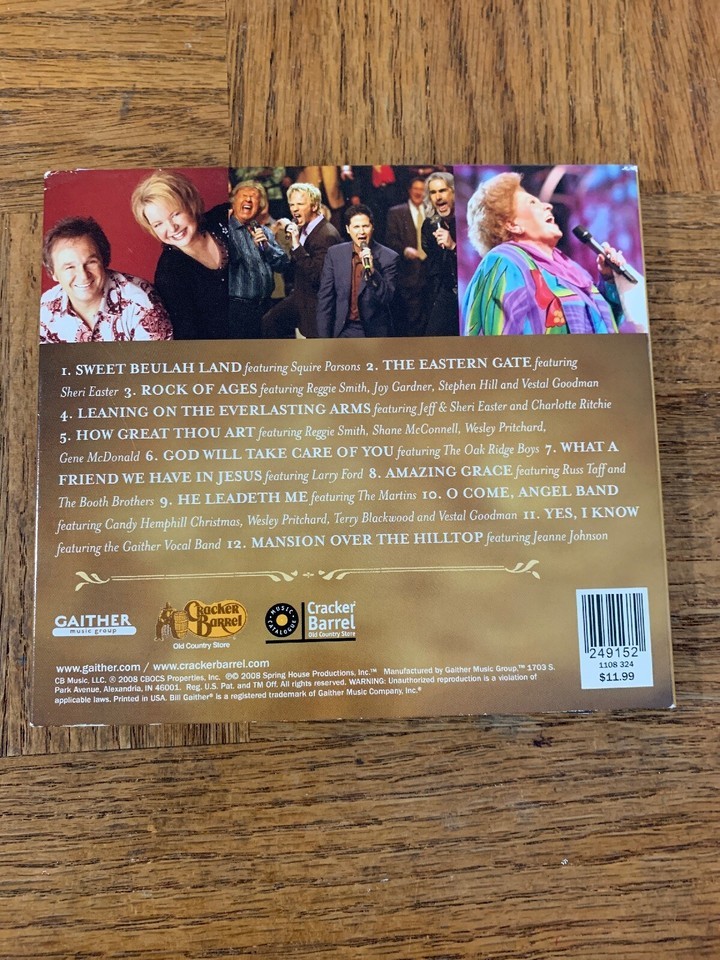 1. SWEET BEULAH LAND featuring Squire Parsons 2. THE EASTERN GATE featuring
Sheri Easter 3. ROCK OF AGES featuring Reggie Smith, Joy Gardner, Stephen Hill and Vestal Goodman
4. LEANING ON THE EVERLASTING ARMS featuring Jeff & Sheri Easter and Charlotte Ritchie
5. HOW GREAT THOU ART featuring Reggie Smith, Shane McConnell, Wesley Pritchard,
Gene McDonald 6. GOD WILL TAKE CARE OF YOU featuring The Oak Ridge Boys 7. WHAT A
FRIEND WE HAVE IN JESUS featuring Larry Ford 8. AMAZING GRACE featuring Russ Taff and
The Booth Brothers 9. HE LEADETH ME featuring The Martins 10. O COME, ANGEL BAND
featuring Candy Hemphill Christmas, Wesley Pritchard, Terry Blackwood and Vestal Goodman 11. YES, I KNOW
featuring the Gaither Vocal Band 12. MANSION OVER THE HILLTOP featuring Jeanne Johnson
GAITHER
music group
Cracker
Barrel
Old Country Store
MUSIC
CATALOGUE
Cracker
Barrel
Old Country Store
249152
1108 324
$11.99
www.gaither.com / www.crackerbarrel.com
CB Music, LLC. ® 2008 CBOCS Properties, Inc. ℗© 2008 Spring House Productions, Inc.™ Manufactured by Gaither Music Group.™ 1703 S.
Park Avenue, Alexandria, IN 46001. Reg. U.S. Pat. and TM Off. All rights reserved. WARNING: Unauthorized reproduction is a violation of
applicable laws. Printed in USA. Bill Gaither® is a registered trademark of Gaither Music Company, Inc.®